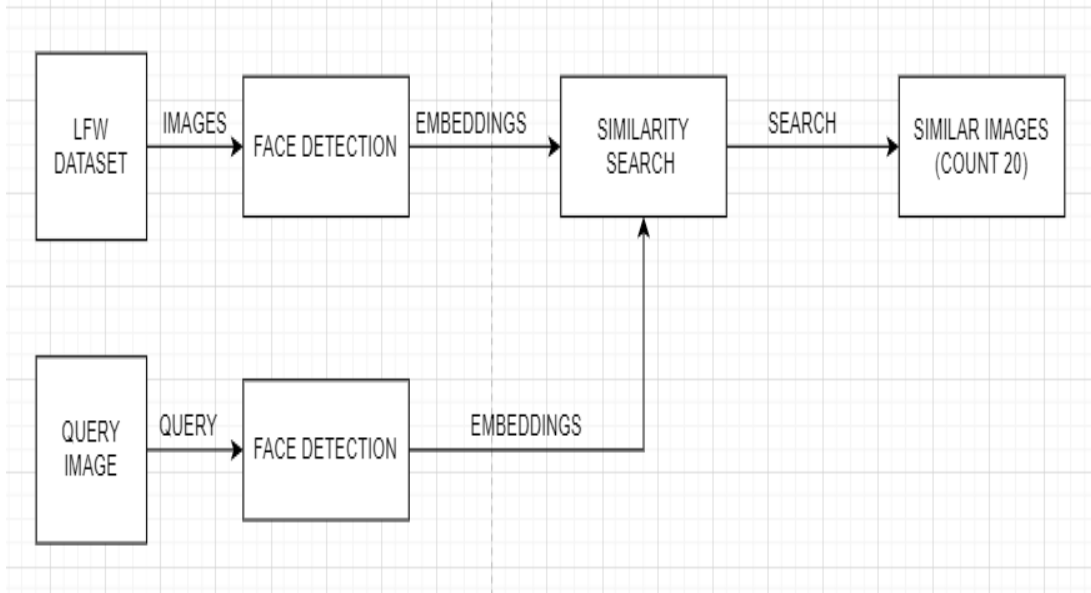 LFW
DATASET
IMAGES
FACE DETECTION
EMBEDDINGS
SIMILARITY
SEARCH
SEARCH
SIMILAR IMAGES
(COUNT 20)
QUERY
IMAGE
QUERY
FACE DETECTION
EMBEDDINGS